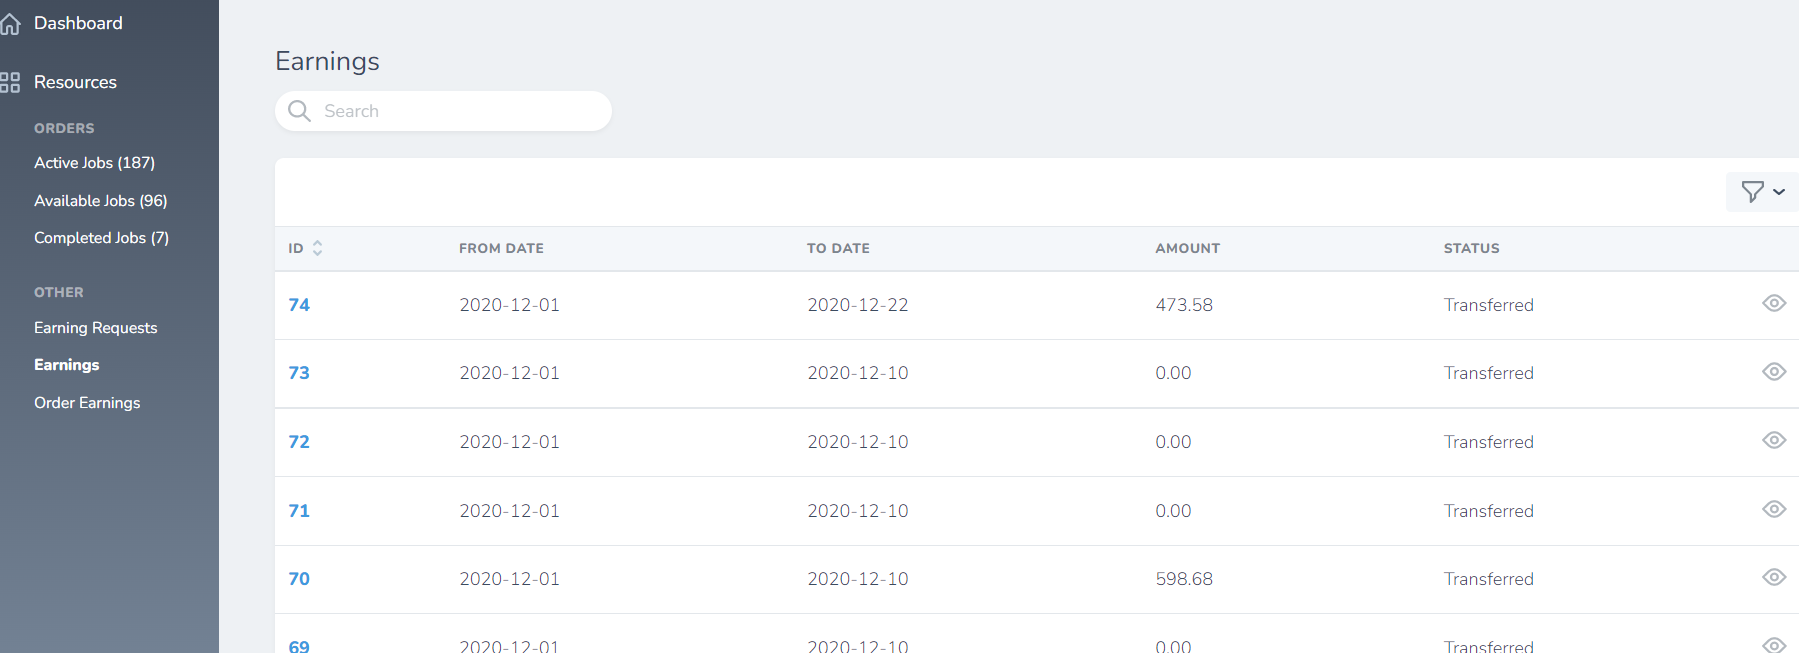 Dashboard
Resources
ORDERS
Active Jobs (187)
Available Jobs (96)
Completed Jobs (7)
OTHER
Earning Requests
Earnings
Order Earnings
Earnings
Search
ID FROM DATE TO DATE AMOUNT STATUS
74 2020-12-01 2020-12-22 473.58 Transferred
73 2020-12-01 2020-12-10 0.00 Transferred
72 2020-12-01 2020-12-10 0.00 Transferred
71 2020-12-01 2020-12-10 0.00 Transferred
70 2020-12-01 2020-12-10 598.68 Transferred
69 2020-12-01 2020-12-10 0.00 Transferred